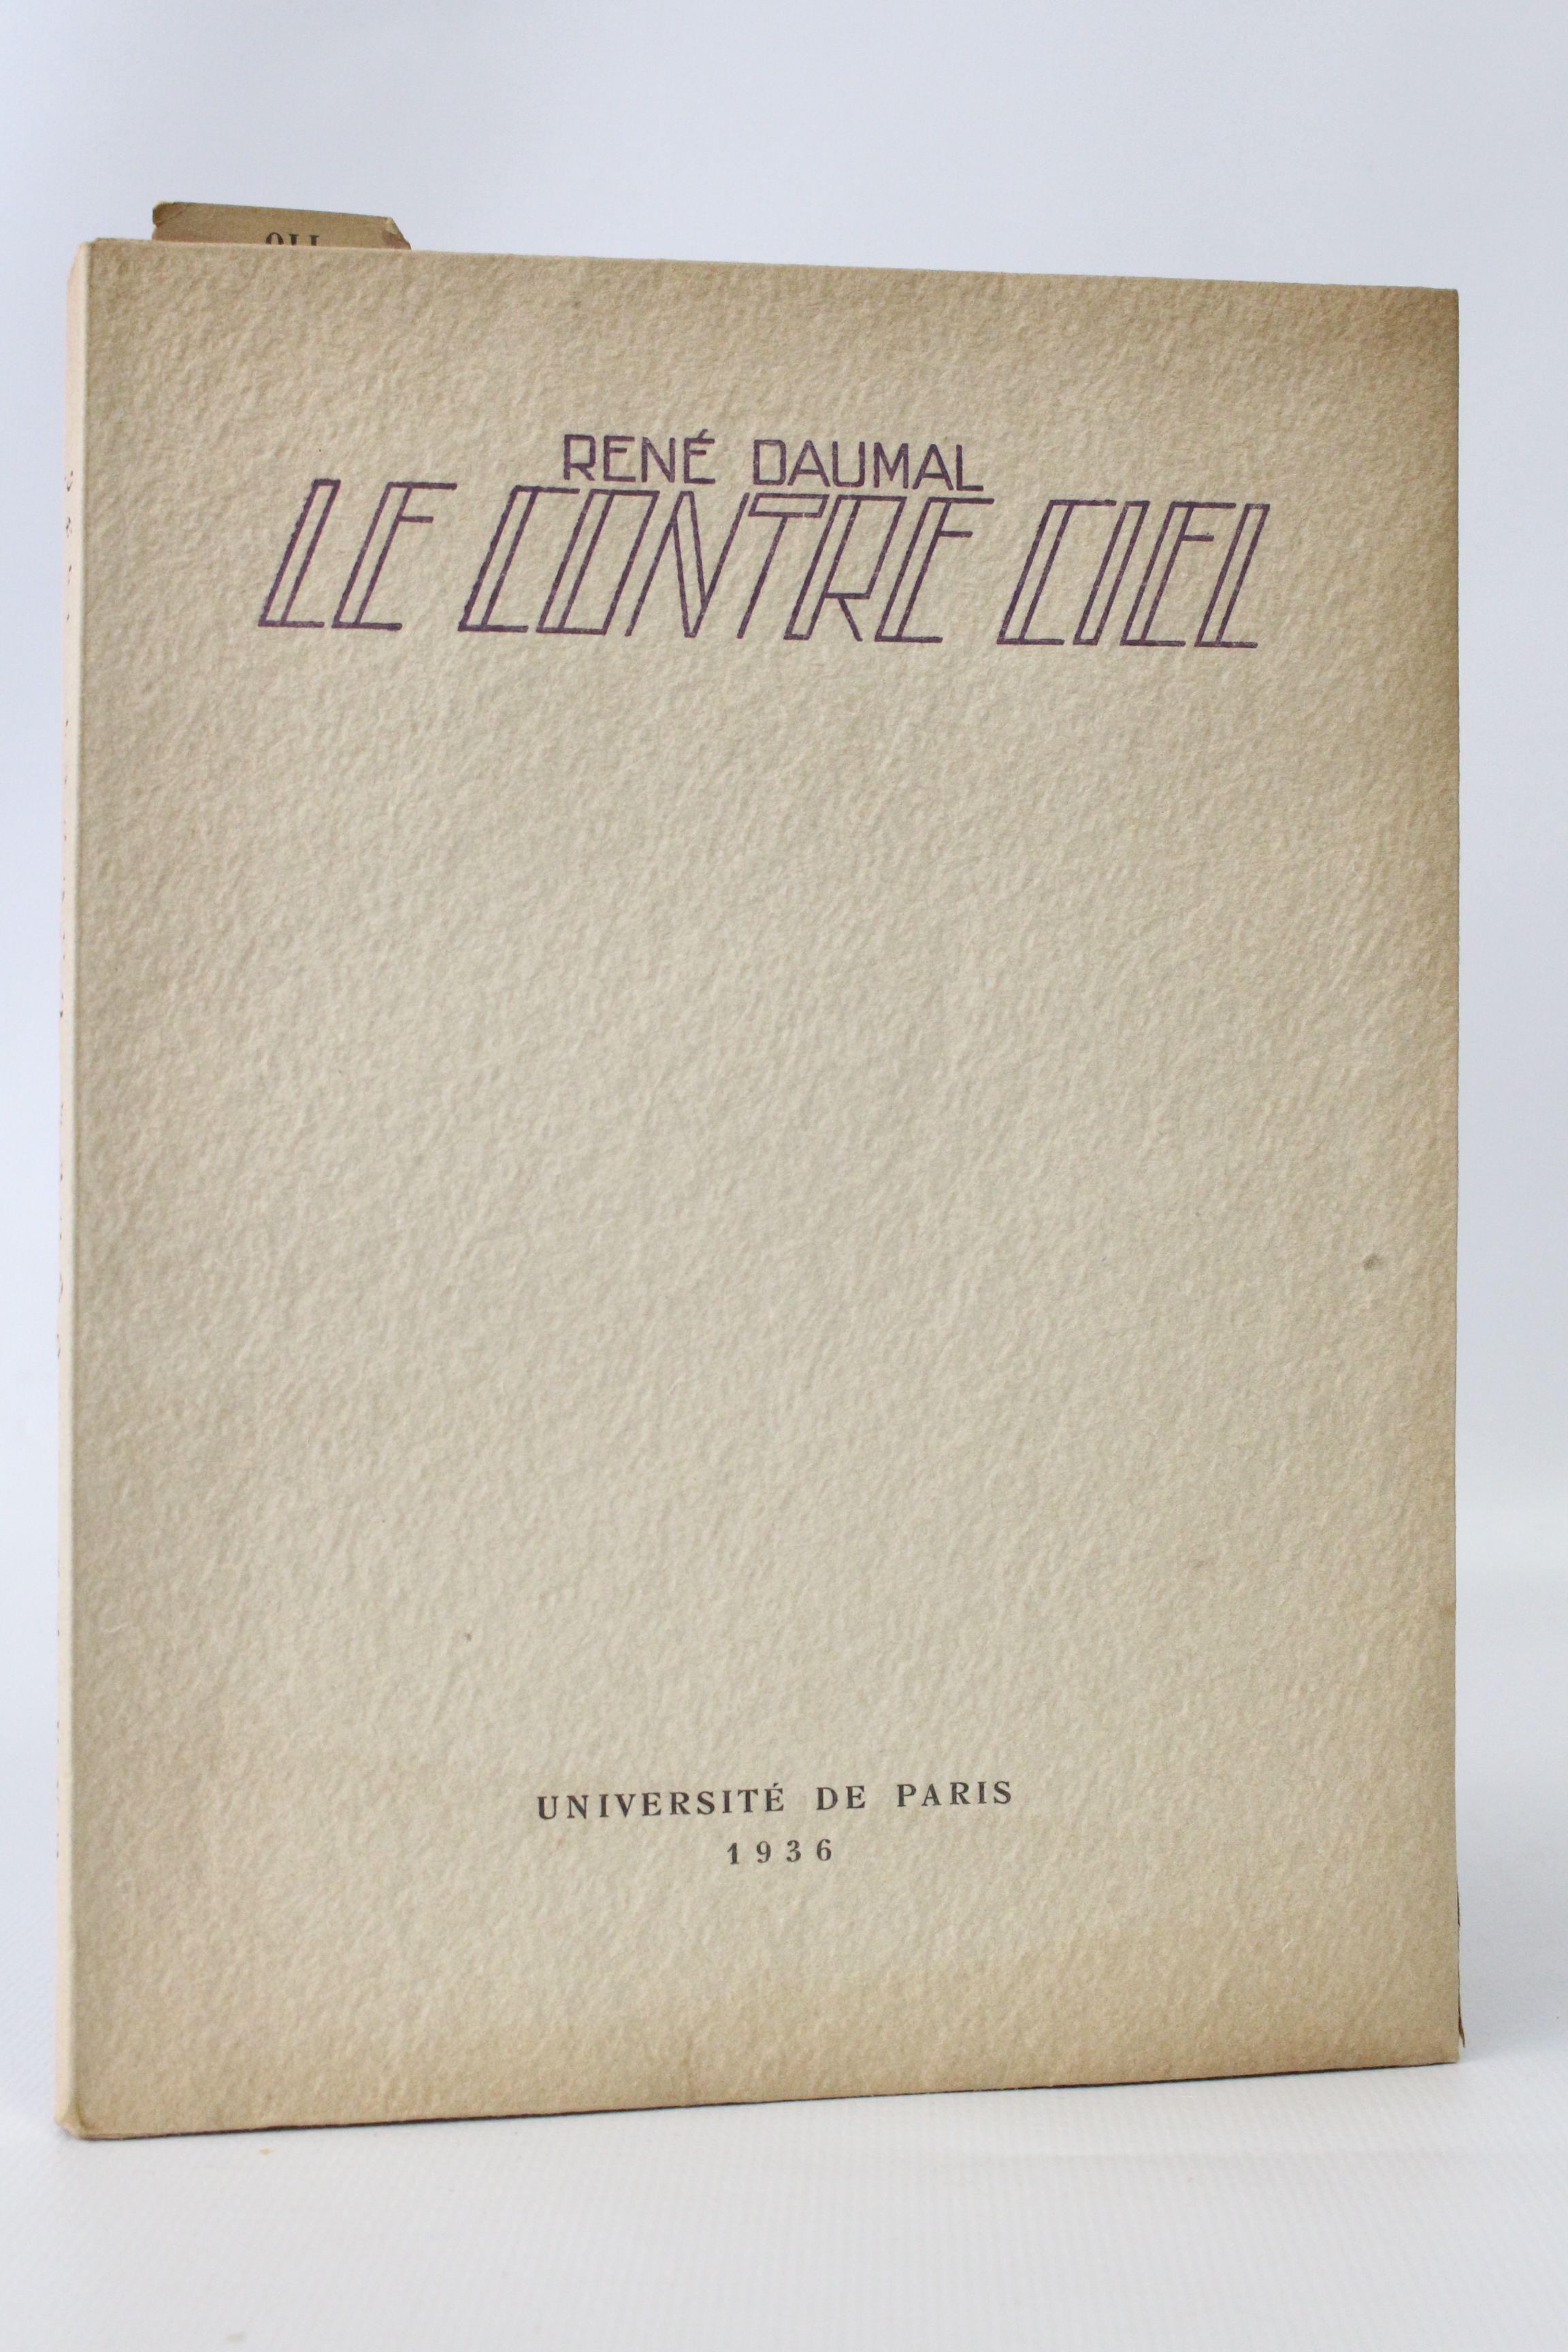 RENÉ DAUMAL
LE CONTRE CIEL
UNIVERSITÉ DE PARIS
1936